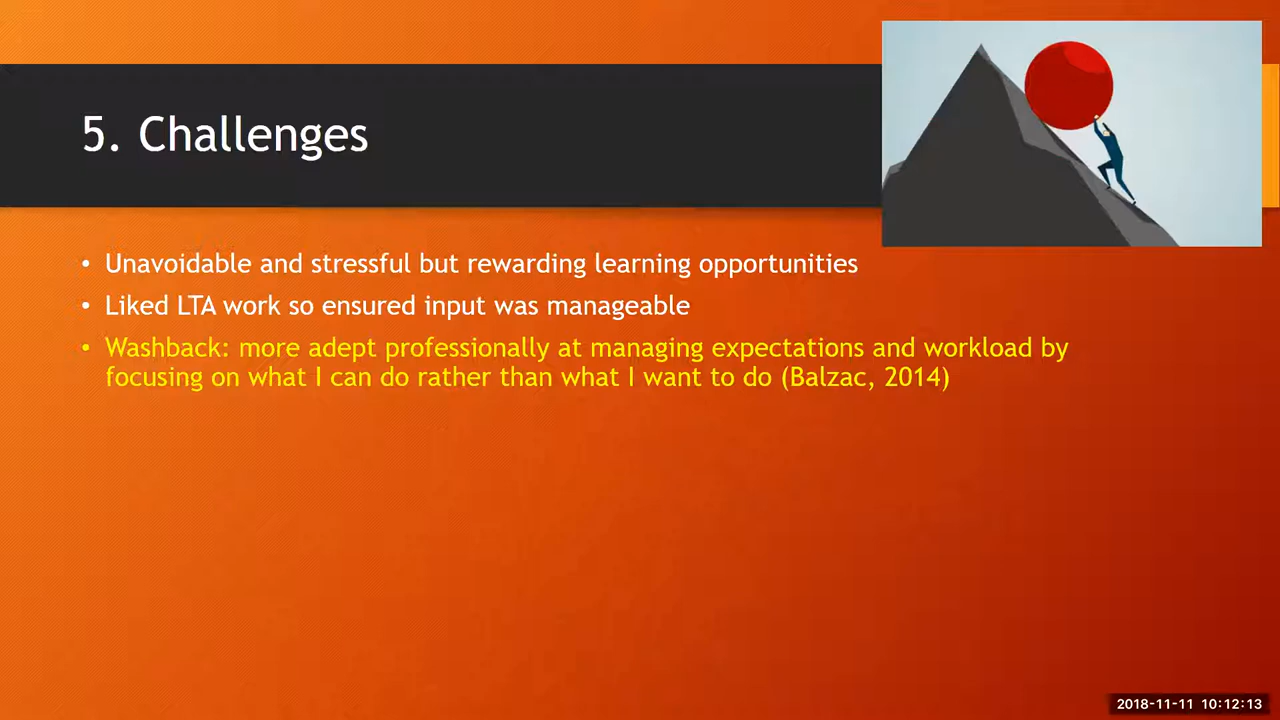 5. Challenges
• Unavoidable and stressful but rewarding learning opportunities
• Liked LTA work so ensured input was manageable
• Washback: more adept professionally at managing expectations and workload by
focusing on what I can do rather than what I want to do (Balzac, 2014)
2018-11-11 10:12:13